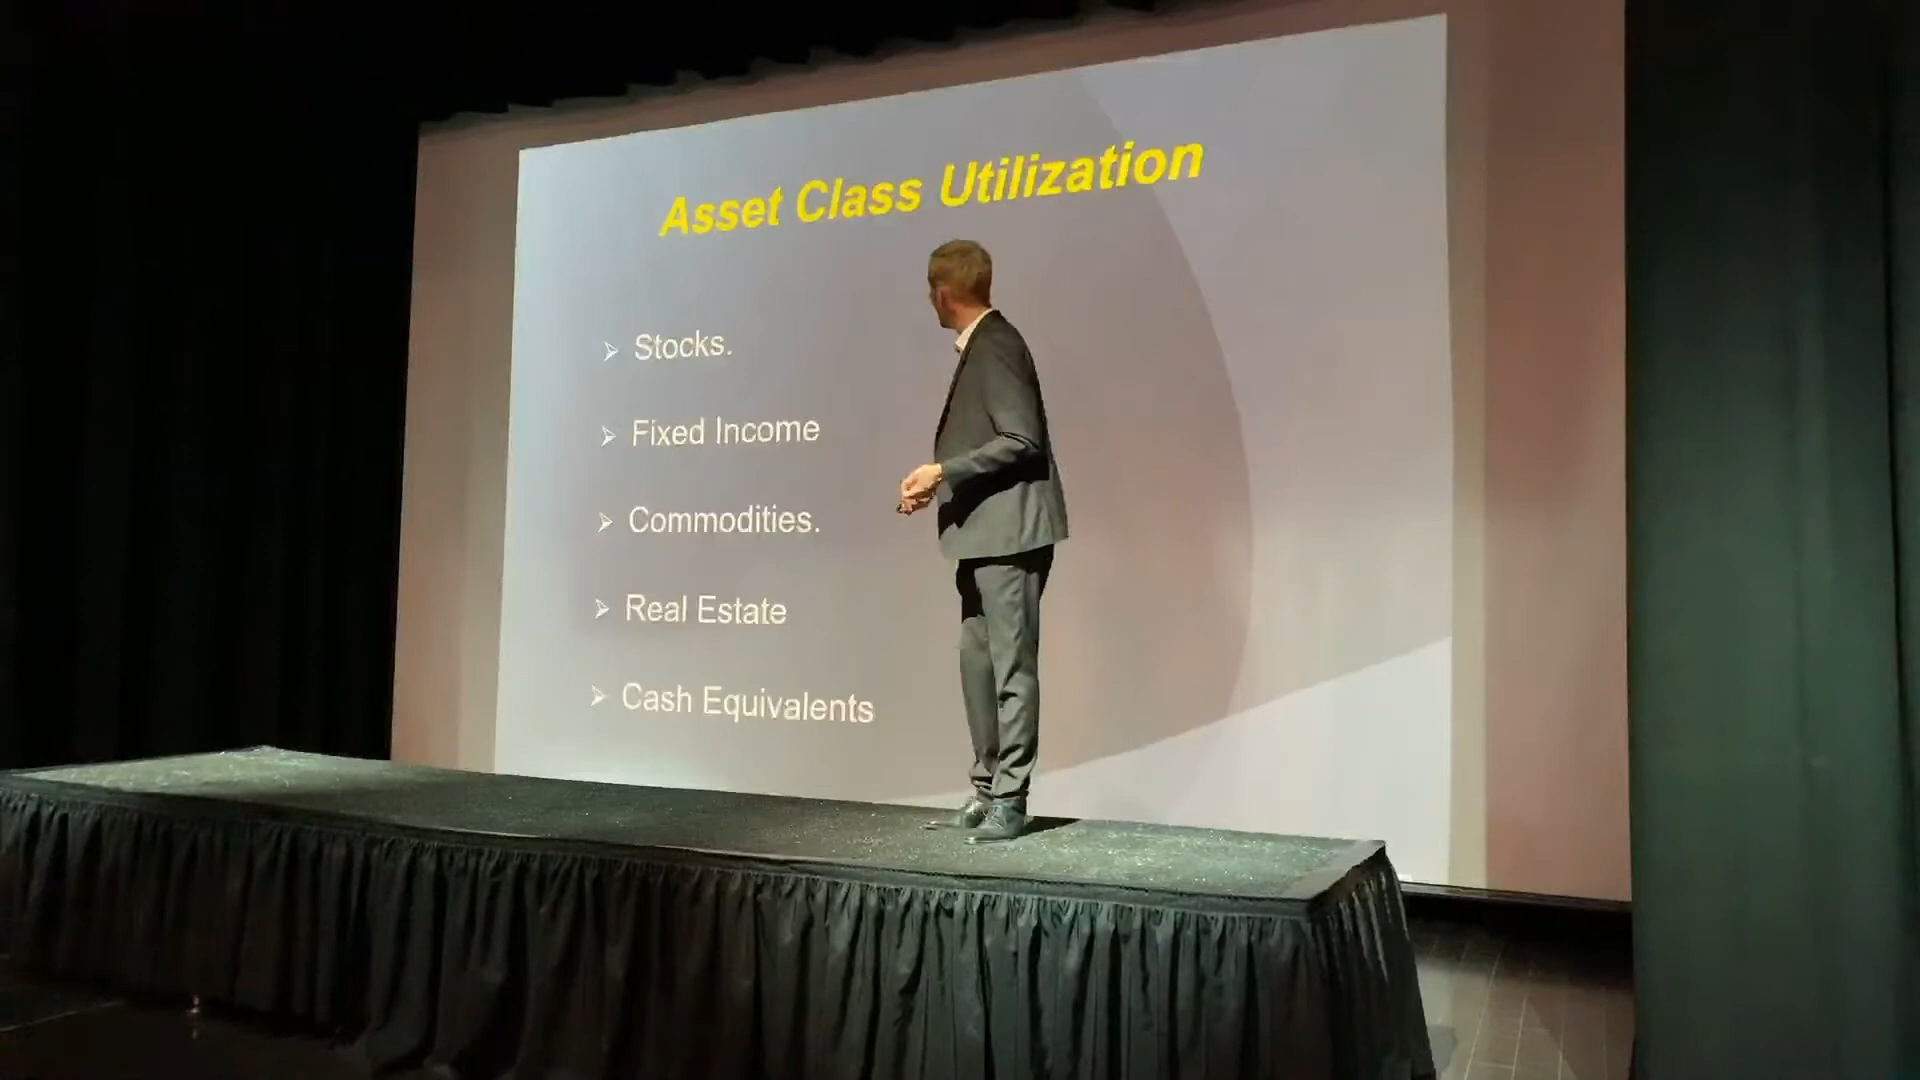 Asset Class Utilization
➢ Stocks.
➢ Fixed Income
➢ Commodities.
➢ Real Estate
➢ Cash Equivalents